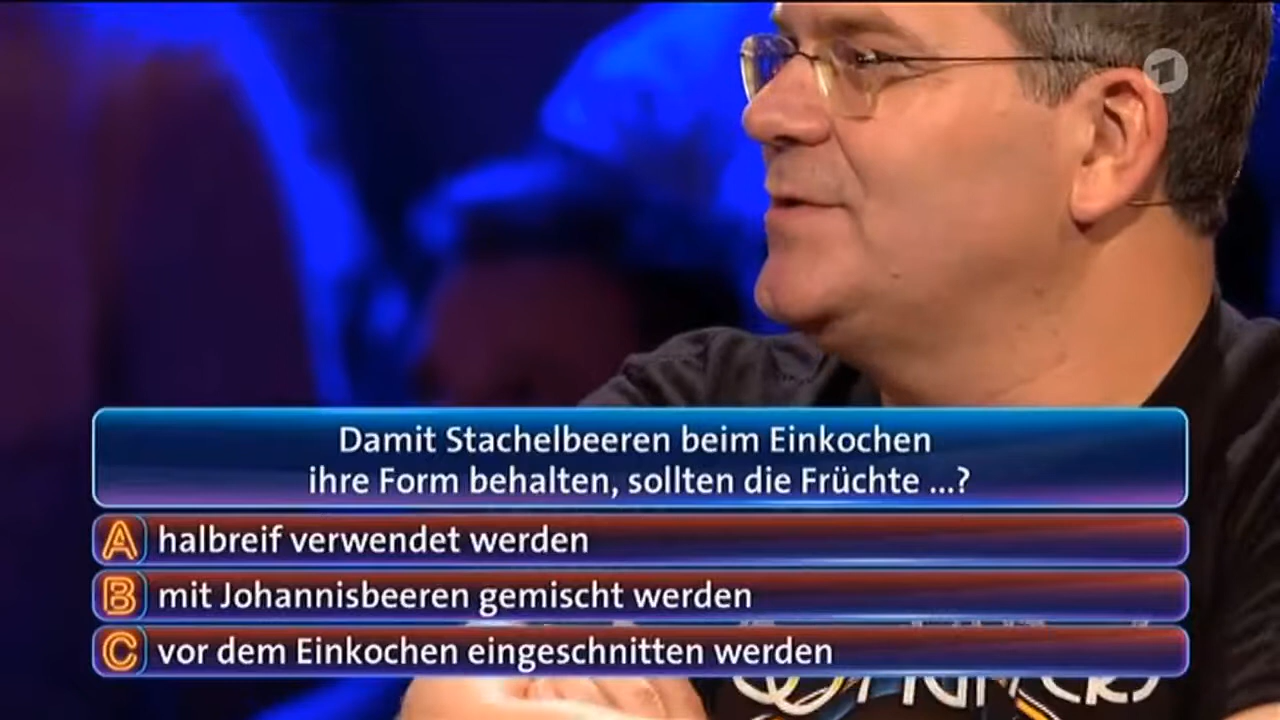 1
Damit Stachelbeeren beim Einkochen
ihre Form behalten, sollten die Früchte ...?
A halbreif verwendet werden
B mit Johannisbeeren gemischt werden
C vor dem Einkochen eingeschnitten werden